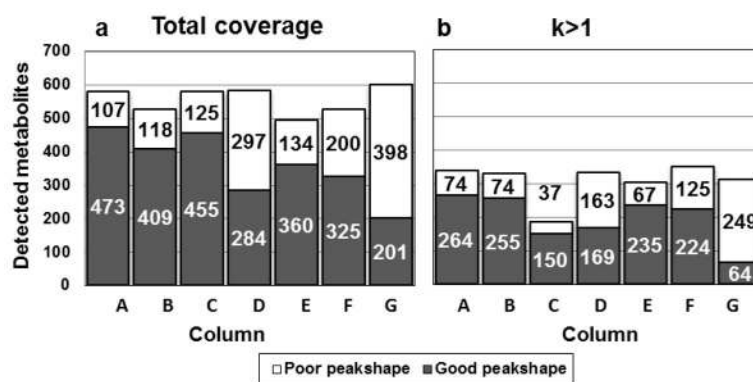 a Total coverage
b k>1
Detected metabolites
700
600
500
400
300
200
100
0
107 118 125 297 134 200 398
473 409 455 284 360 325 201
A B C D E F G
Column
74 74 37 163 67 125 249
264 255 150 169 235 224 64
A B C D E F G
Column
Poor peakshape Good peakshape